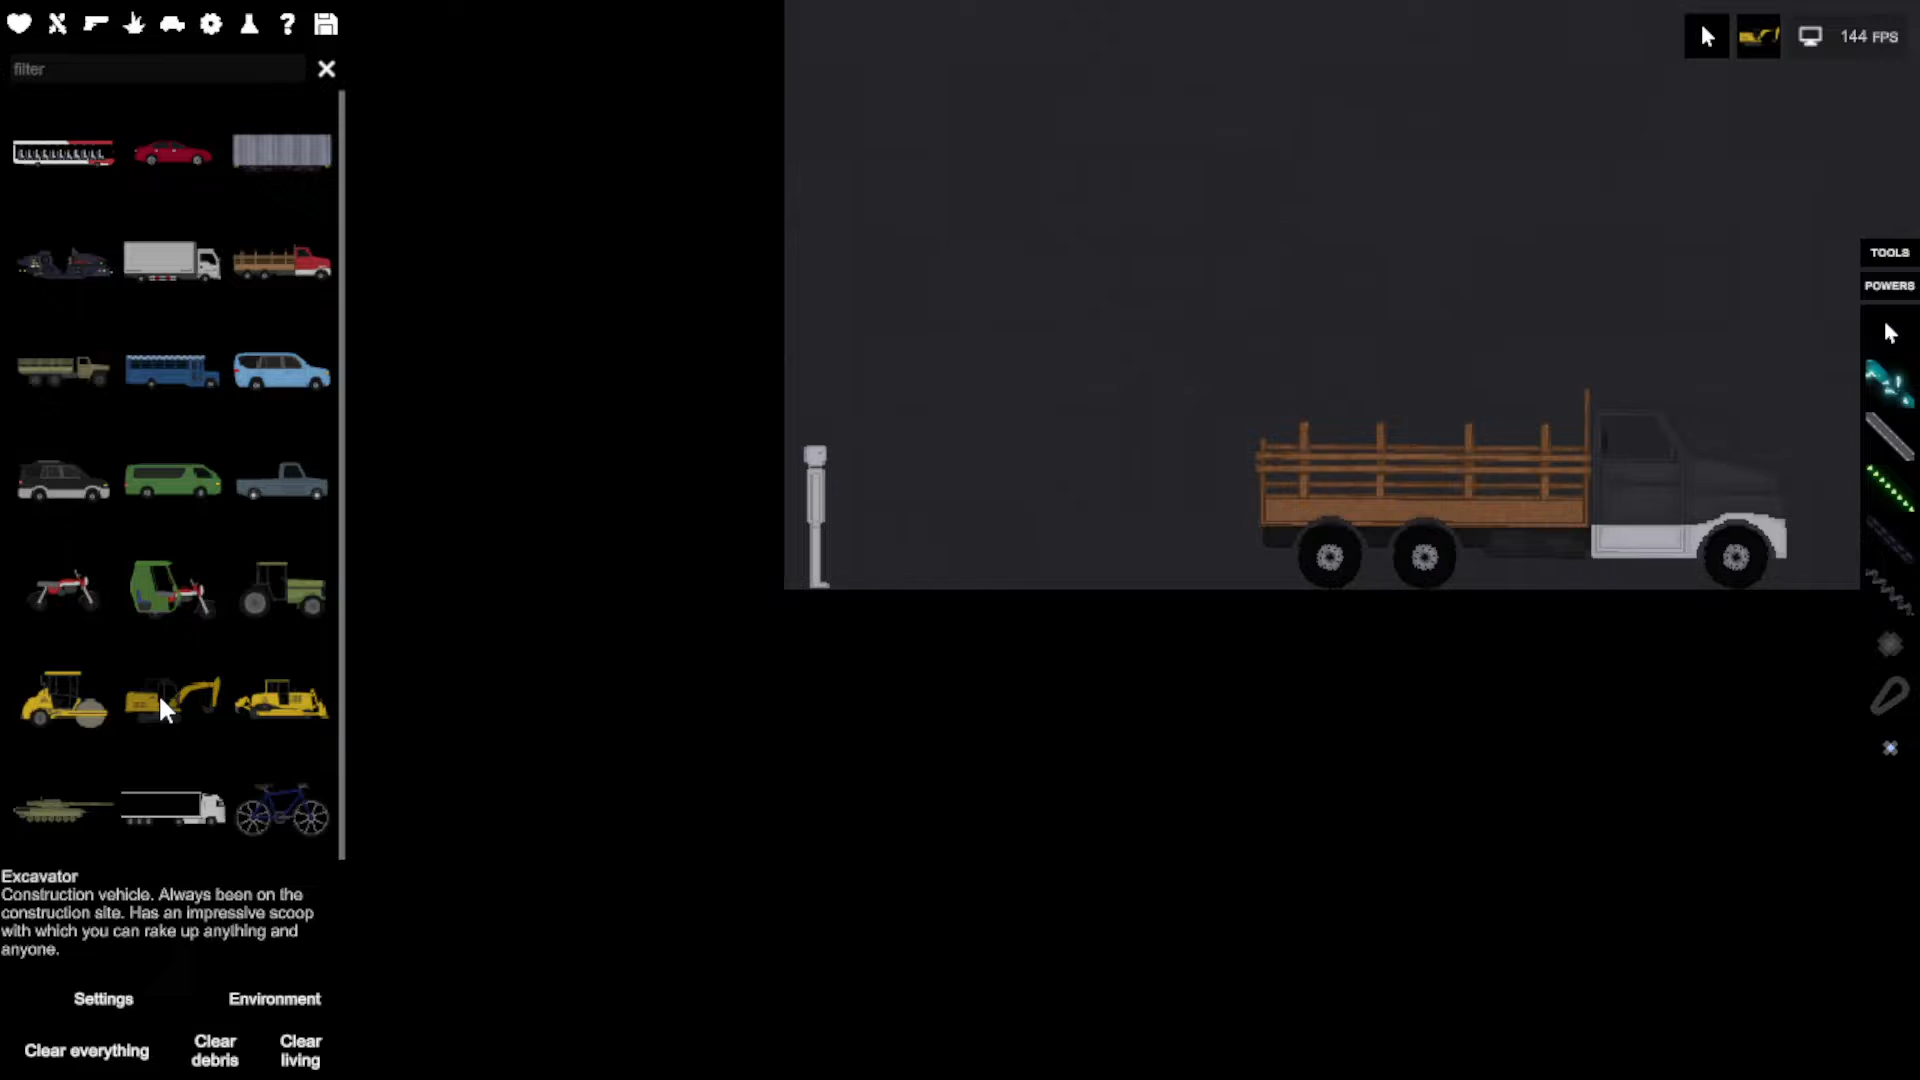 filter
144 FPS
TOOLS
POWERS
Excavator
Construction vehicle. Always been on the
construction site. Has an impressive scoop
with which you can rake up anything and
anyone.
Settings
Environment
Clear everything
Clear
debris
Clear
living